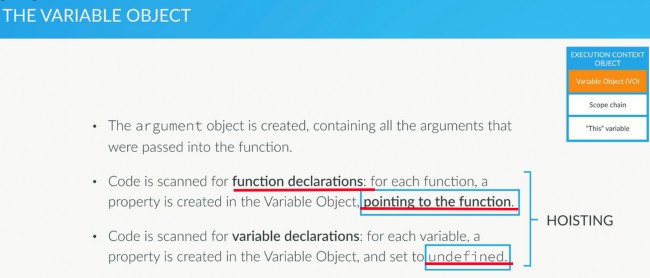 THE VARIABLE OBJECT
EXECUTION CONTEXT
OBJECT
Variable Object (VO)
Scope chain
"This" variable
• The argument object is created, containing all the arguments that
were passed into the function.
• Code is scanned for function declarations: for each function, a
property is created in the Variable Object, pointing to the function.
• Code is scanned for variable declarations: for each variable, a
property is created in the Variable Object, and set to undefined.
HOISTING